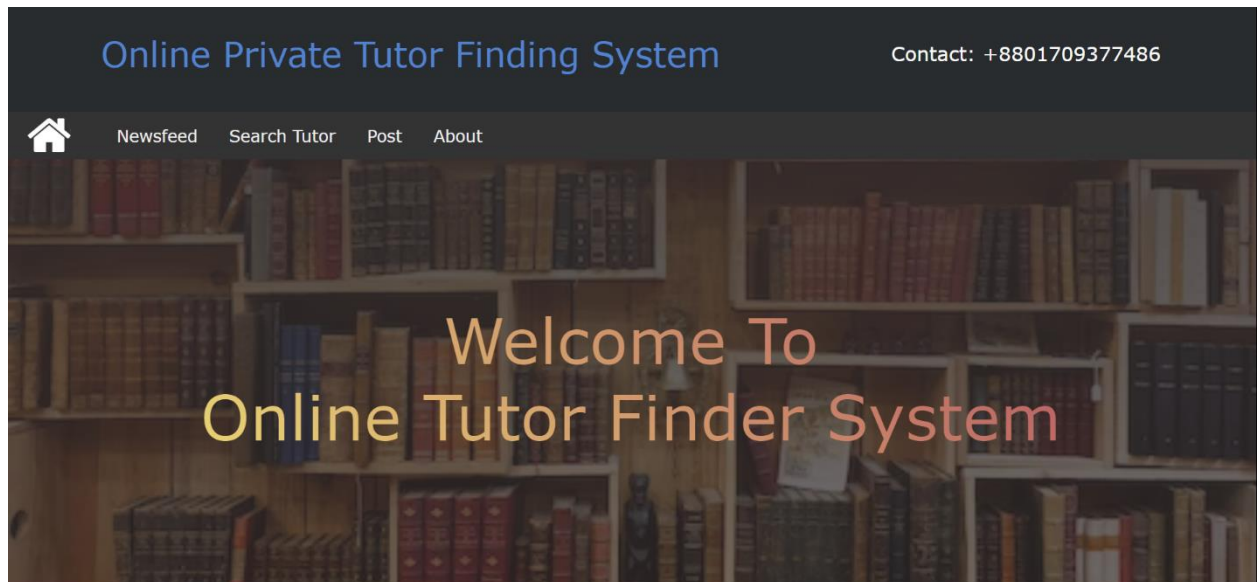 Online Private Tutor Finding System
Contact: +8801709377486
Newsfeed Search Tutor Post About
Welcome To
Online Tutor Finder System